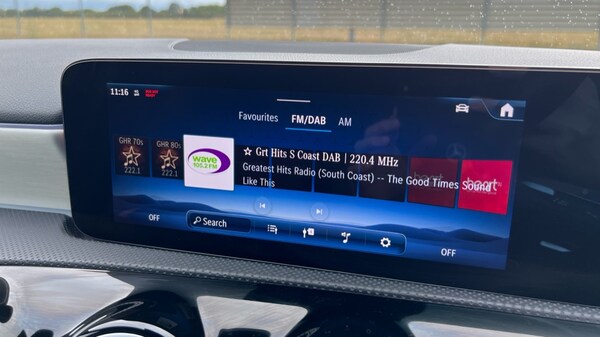 11:16
Favourites FM/DAB AM
GHR 70s
222.1
GHR 80s
222.1
wave
105.2 FM
☆ Grt Hits S Coast DAB | 220.4 MHz
Greatest Hits Radio (South Coast) -- The Good Times Sound
Like This
heart
OFF
Search
OFF